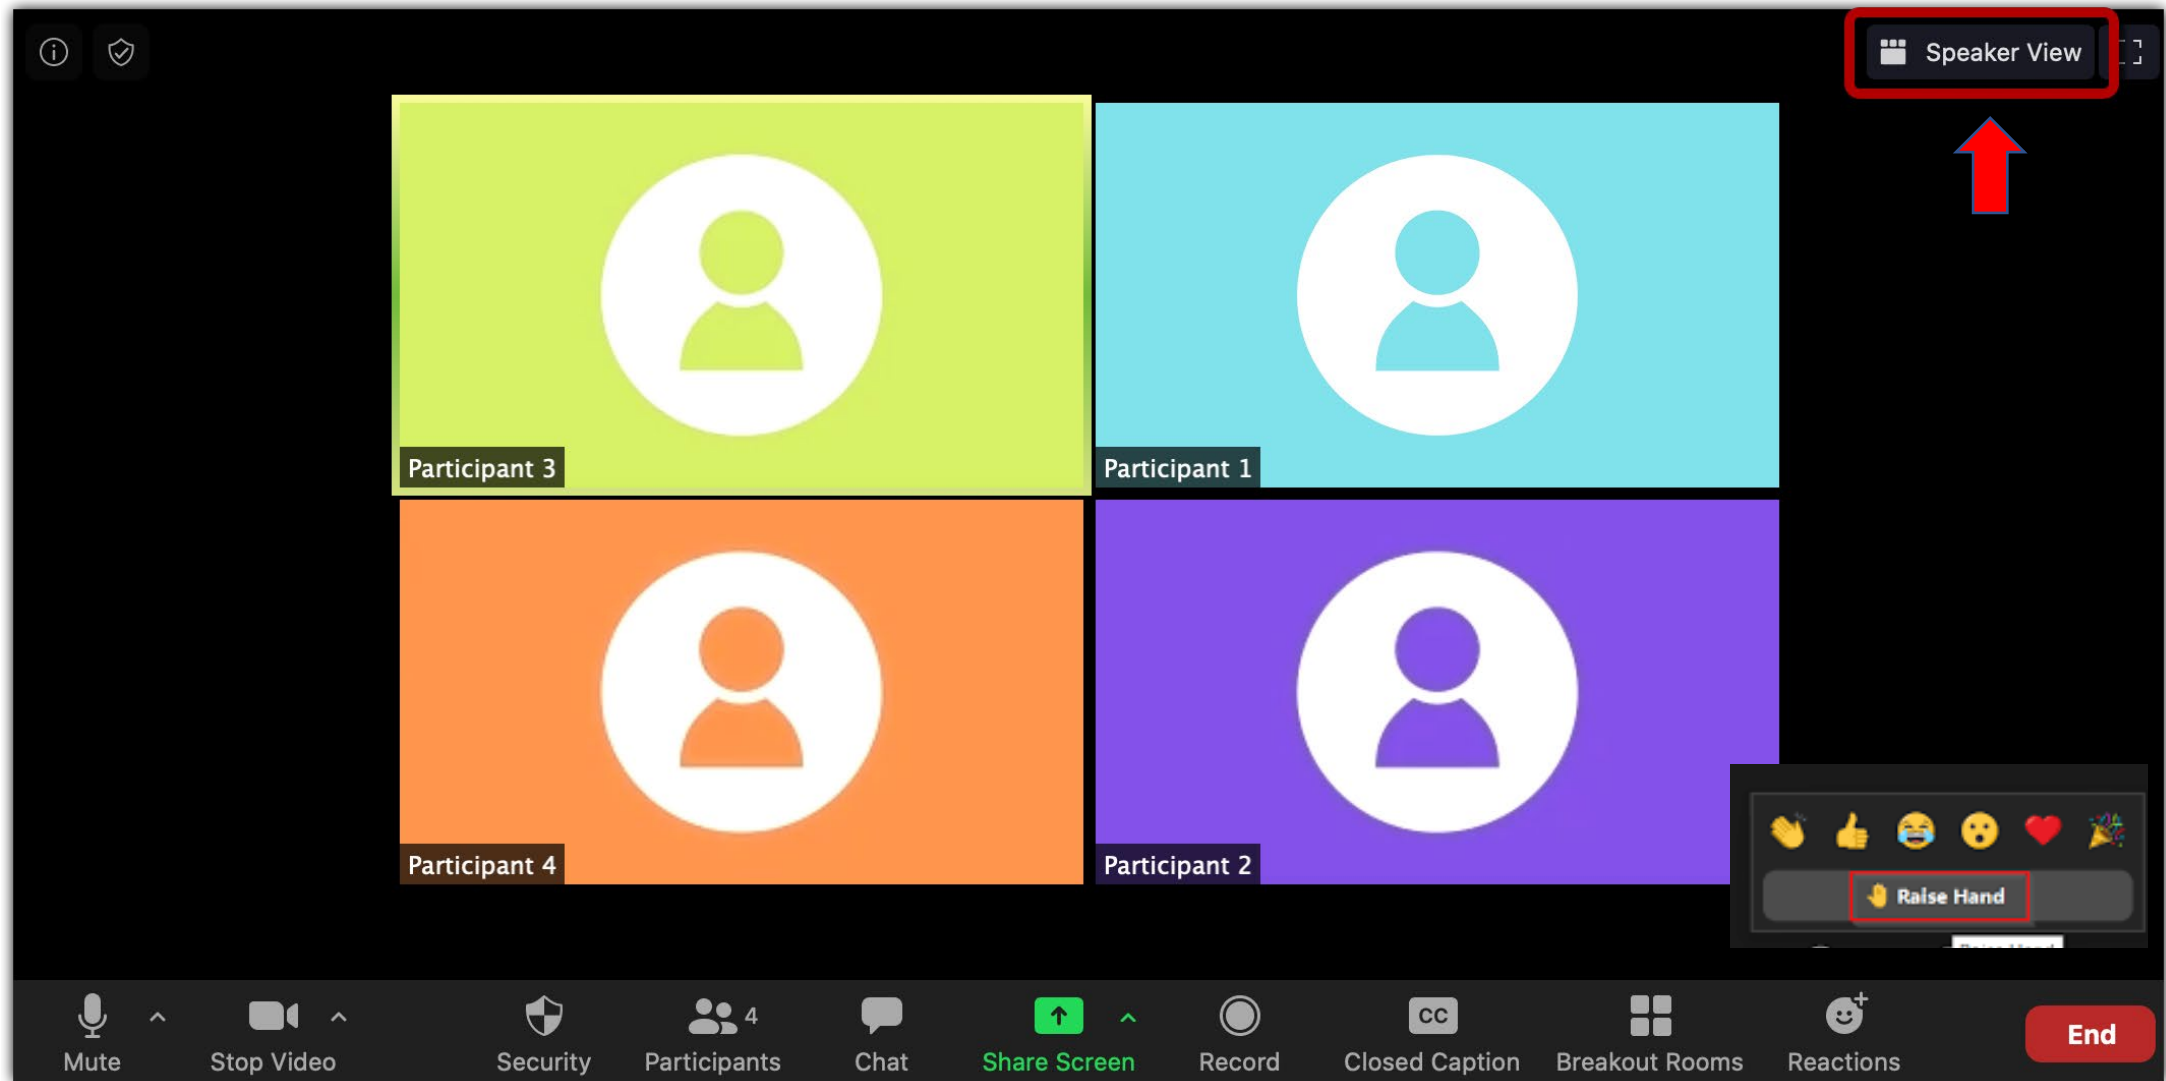 Speaker View
Participant 3
Participant 1
Participant 4
Participant 2
Raise Hand
4
CC
Mute
Stop Video
Security
Participants
Chat
Share Screen
Record
Closed Caption
Breakout Rooms
Reactions
End